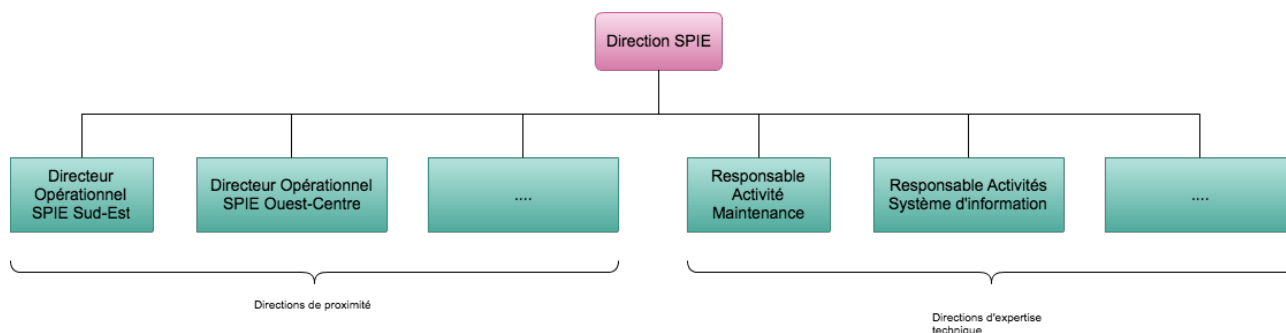 Direction SPIE
Directeur
Opérationnel
SPIE Sud-Est
Directeur Opérationnel
SPIE Ouest-Centre
....
Responsable
Activité
Maintenance
Responsable Activités
Système d'information
....
Directions de proximité
Directions d'expertise
technique